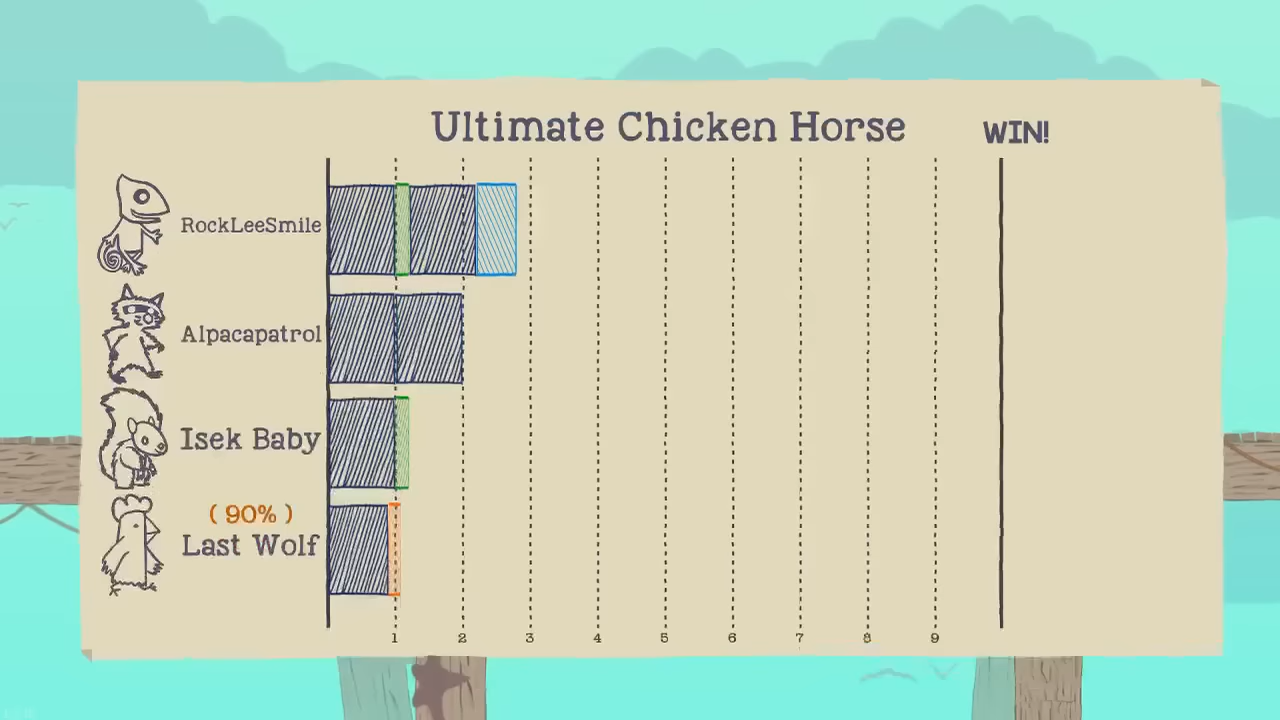 Ultimate Chicken Horse
WIN!
RockLeeSmile
Alpacapatrol
Isek Baby
( 90% )
Last Wolf
1 2 3 4 5 6 7 8 9